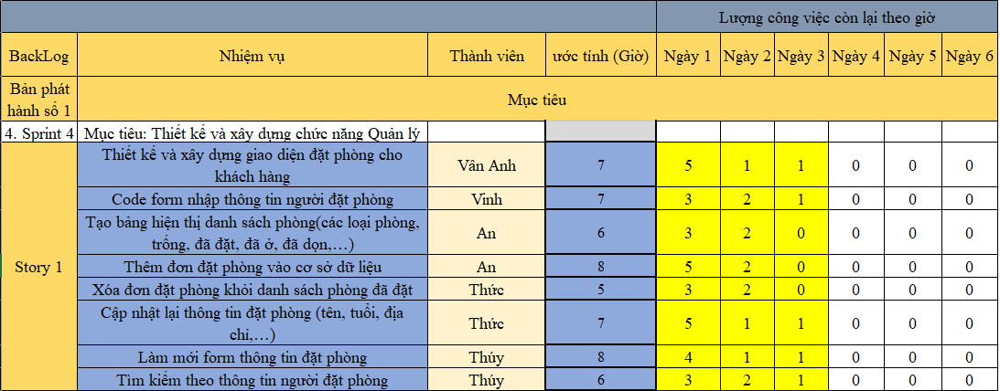 Lượng công việc còn lại theo giờ
BackLog Nhiệm vụ Thành viên ước tính (Giờ) Ngày 1 Ngày 2 Ngày 3 Ngày 4 Ngày 5 Ngày 6
Bản phát
hành số 1
Mục tiêu
4. Sprint 4 Mục tiêu: Thiết kế và xây dựng chức năng Quản lý
Story 1
Thiết kế và xây dựng giao diện đặt phòng cho
khách hàng
Vân Anh 7 5 1 1 0 0 0
Code form nhập thông tin người đặt phòng Vinh 7 3 2 1 0 0 0
Tạo bảng hiện thị danh sách phòng(các loại phòng,
trống, đã đặt, đã ở, đã dọn,…)
An 6 3 2 0 0 0 0
Thêm đơn đặt phòng vào cơ sở dữ liệu An 8 5 2 0 0 0 0
Xóa đơn đặt phòng khỏi danh sách phòng đã đặt Thức 5 3 2 0 0 0 0
Cập nhật lại thông tin đặt phòng (tên, tuổi, địa
chỉ,…)
Thức 7 5 1 1 0 0 0
Làm mới form thông tin đặt phòng Thúy 8 4 1 1 0 0 0
Tìm kiếm theo thông tin người đặt phòng Thúy 6 3 2 1 0 0 0